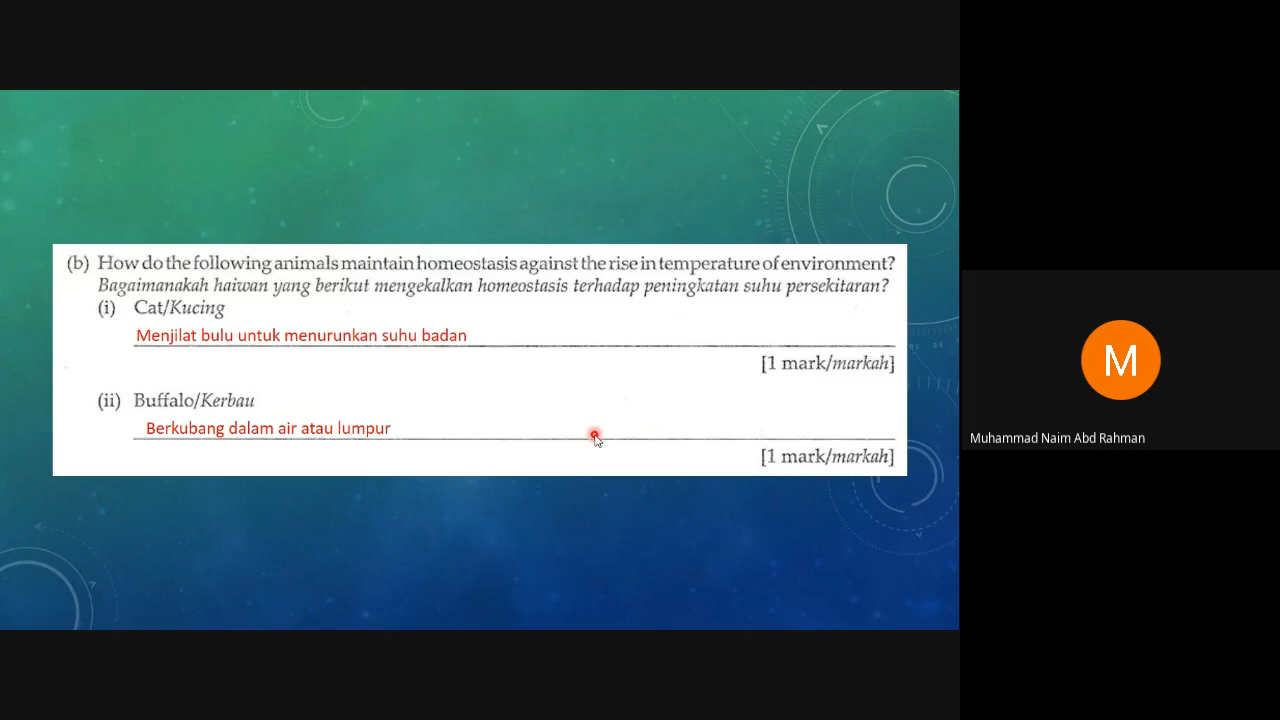 (b) How do the following animals maintain homeostasis against the rise in temperature of environment?
Bagaimanakah haiwan yang berikut mengekalkan homeostasis terhadap peningkatan suhu persekitaran?
(i) Cat/Kucing
Menjilat bulu untuk menurunkan suhu badan
[1 mark/markah]
(ii) Buffalo/Kerbau
Berkubang dalam air atau lumpur
[1 mark/markah]
M
Muhammad Naim Abd Rahman